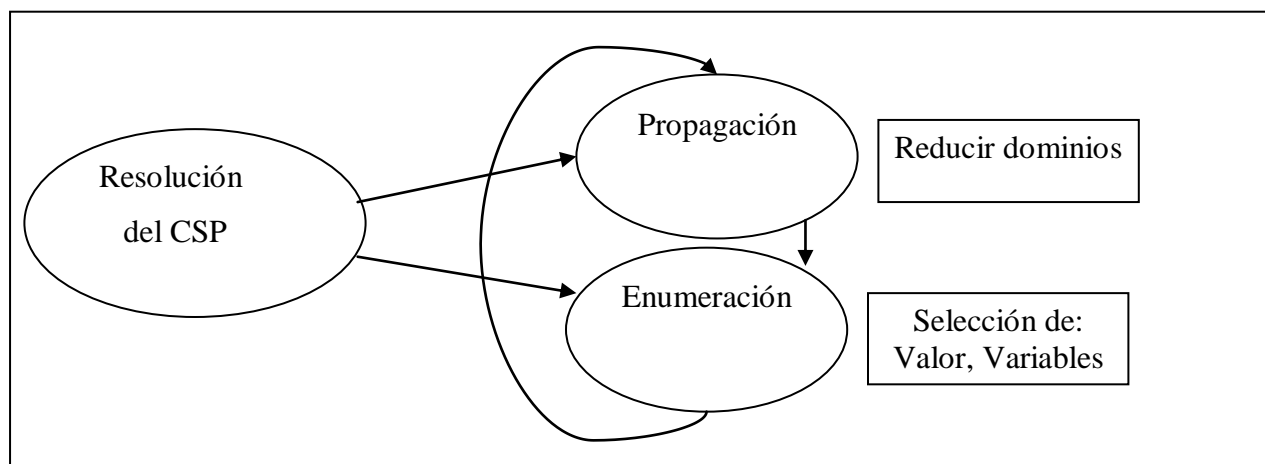 Resolución
del CSP
Propagación
Reducir dominios
Enumeración
Selección de:
Valor, Variables